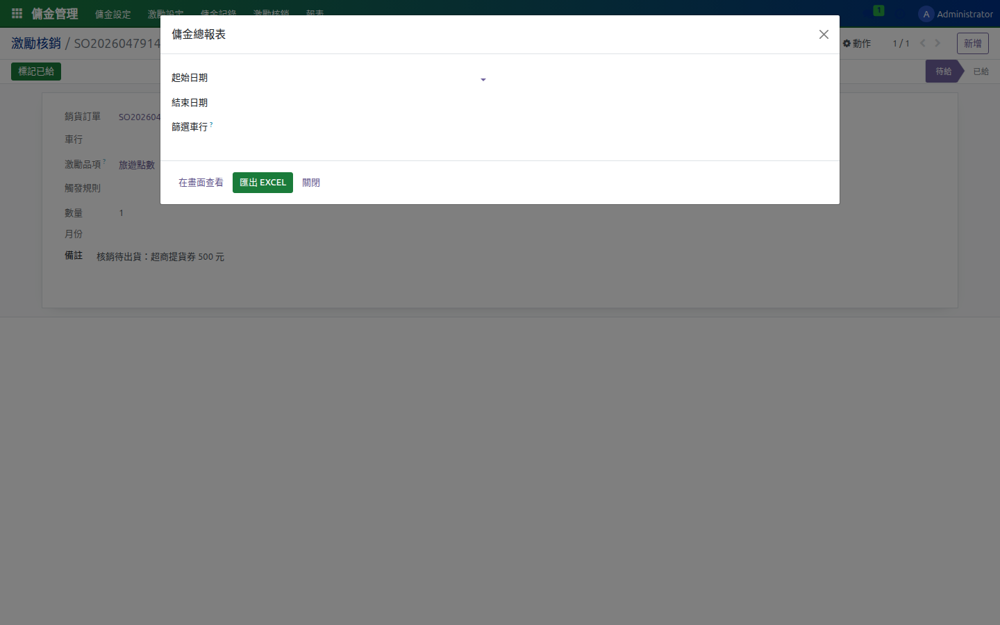 傭金管理 傭金設定 激勵設定 傭金記錄 激勵核銷 報表 1 A Administrator
激勵核銷 / SO2026047914 動作 1 / 1 新增
標記已給 待給 已給
傭金總報表
起始日期
結束日期
篩選車行 ?
在畫面查看 匯出 EXCEL 關閉
銷貨訂單 SO202604
車行
激勵品項 ? 旅遊點數
觸發規則
數量 1
月份
備註 核銷待出貨：超商提貨券 500 元